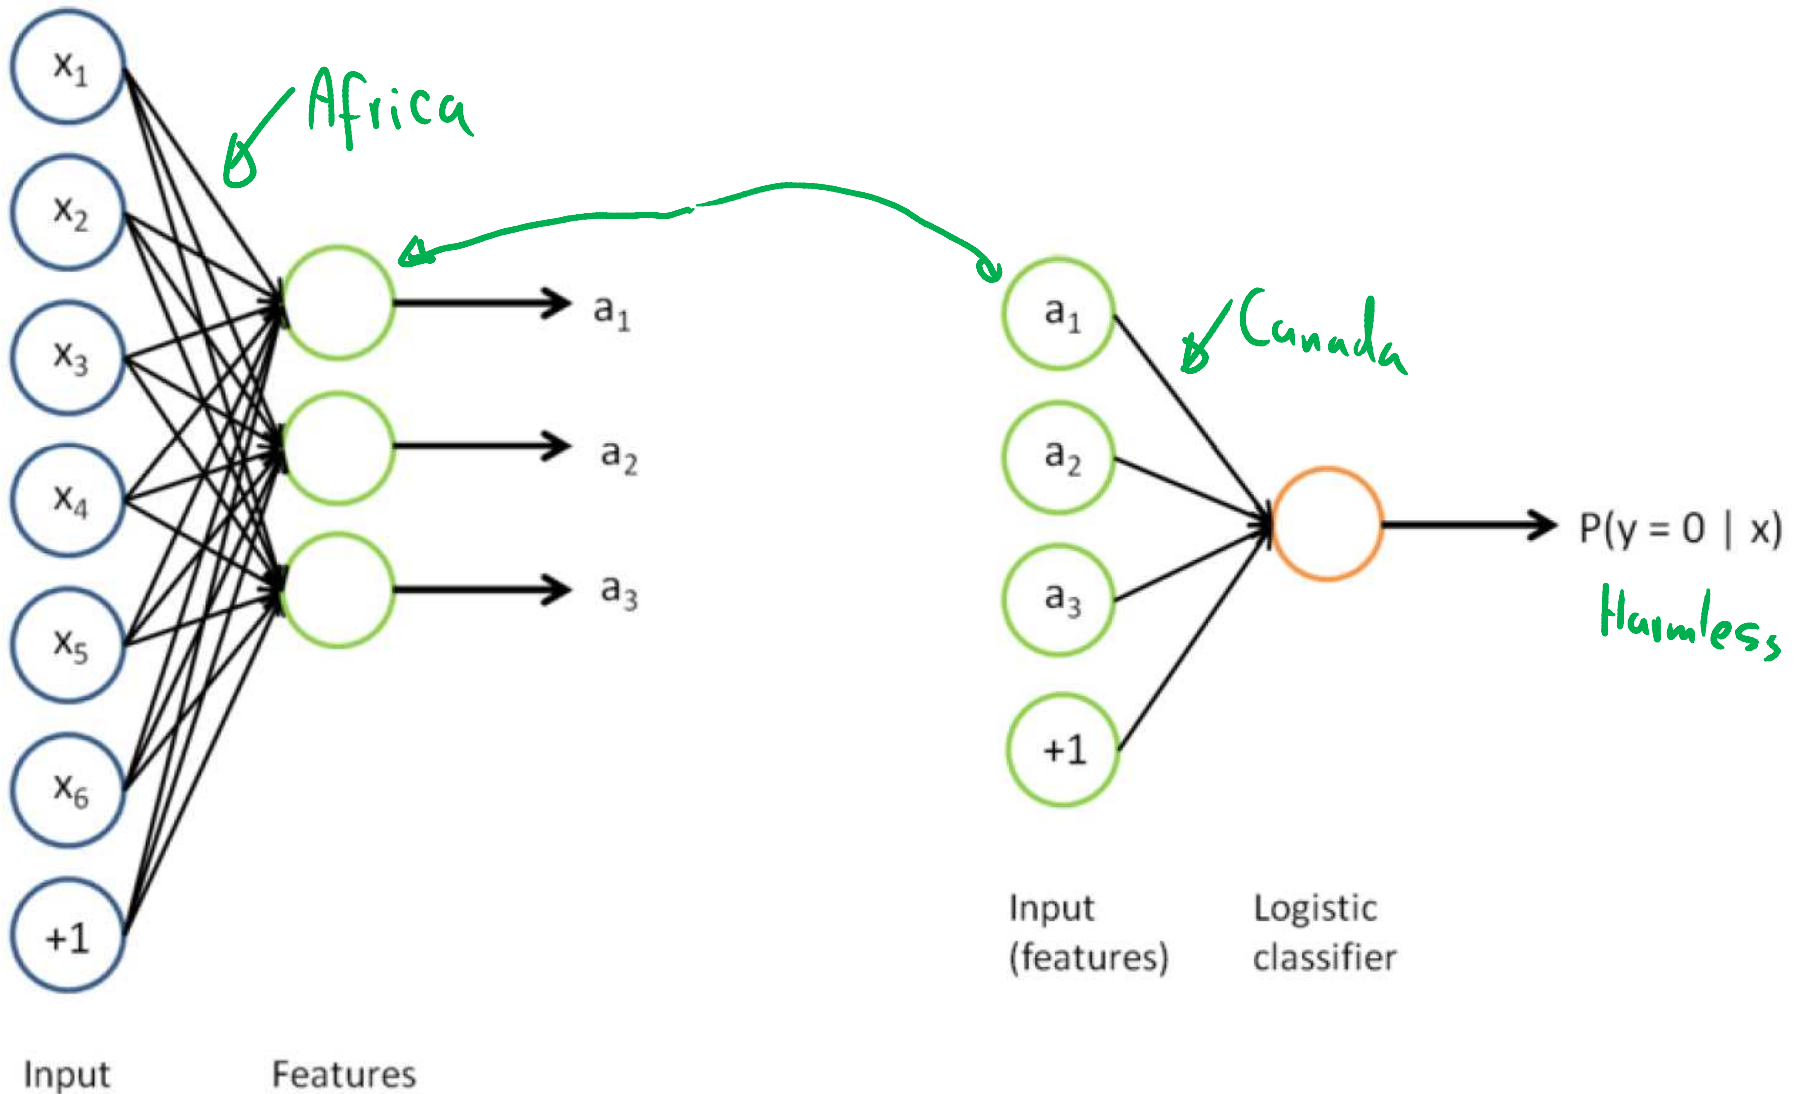 x1
x2
x3
x4
x5
x6
+1
Input
Features
Africa
a1
a2
a3
a1
a2
a3
+1
Canada
P(y = 0 | x)
Harmless
Input
(features)
Logistic
classifier